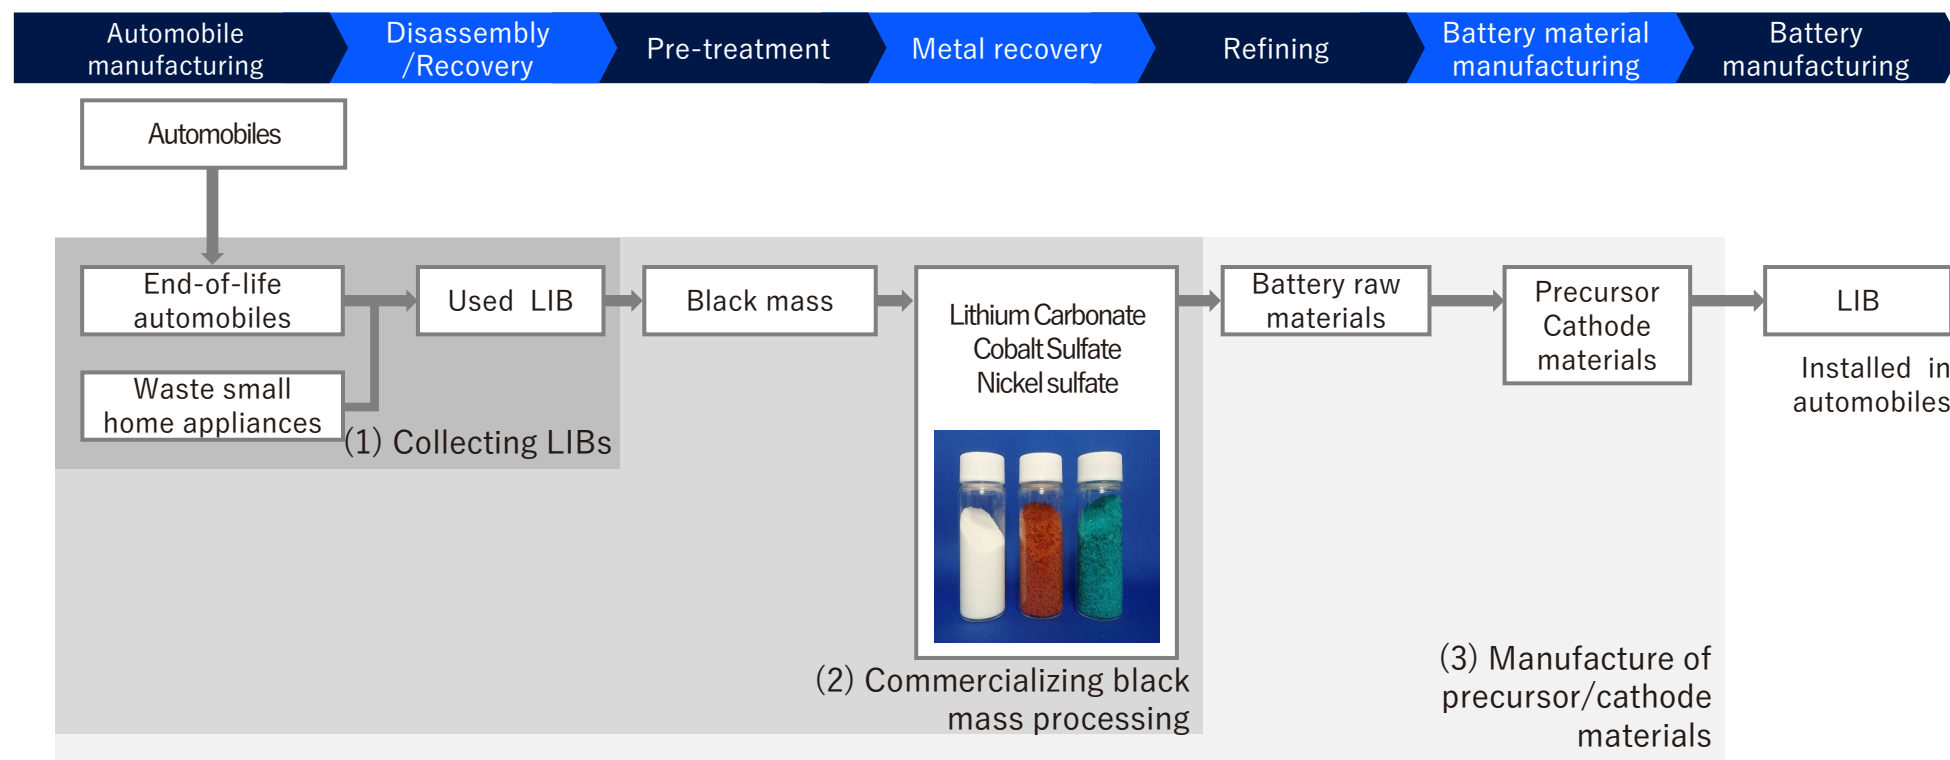 Automobile
manufacturing
Disassembly
/Recovery
Pre-treatment
Metal recovery
Refining
Battery material
manufacturing
Battery
manufacturing
Automobiles
End-of-life
automobiles
Used LIB
Black mass
Lithium Carbonate
Cobalt Sulfate
Nickel sulfate
Battery raw
materials
Precursor
Cathode
materials
LIB
Installed in
automobiles
Waste small
home appliances
(1) Collecting LIBs
(2) Commercializing black
mass processing
(3) Manufacture of
precursor/cathode
materials